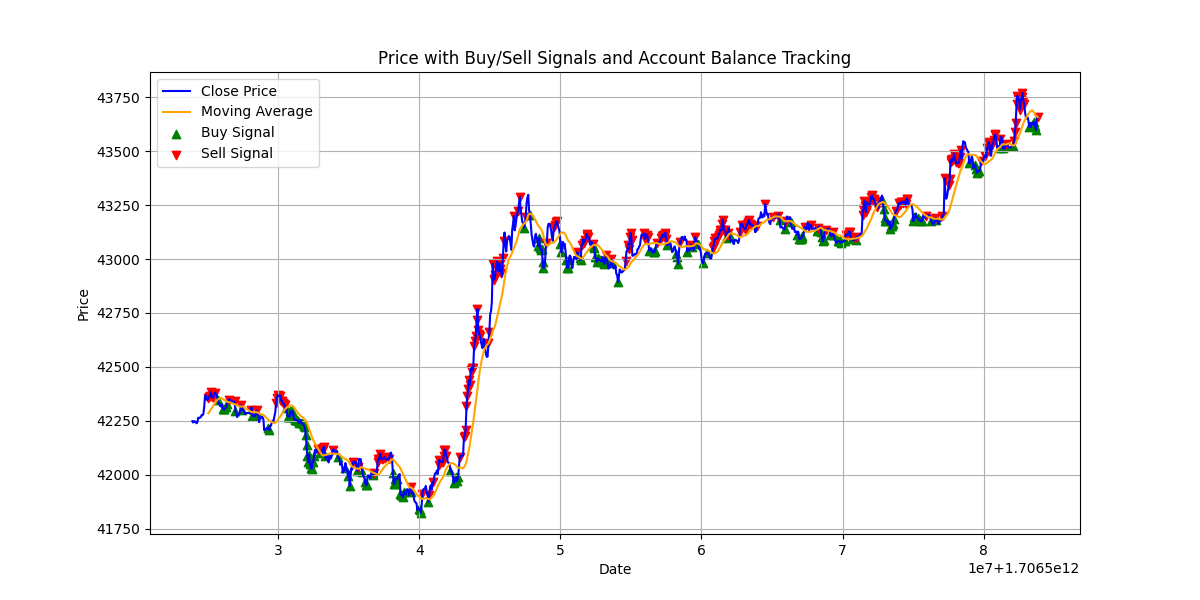 Price with Buy/Sell Signals and Account Balance Tracking
Close Price
Moving Average
Buy Signal
Sell Signal
43750
43500
43250
43000
42750
42500
42250
42000
41750
Price
3 4 5 6 7 8
1e7+1.7065e12
Date